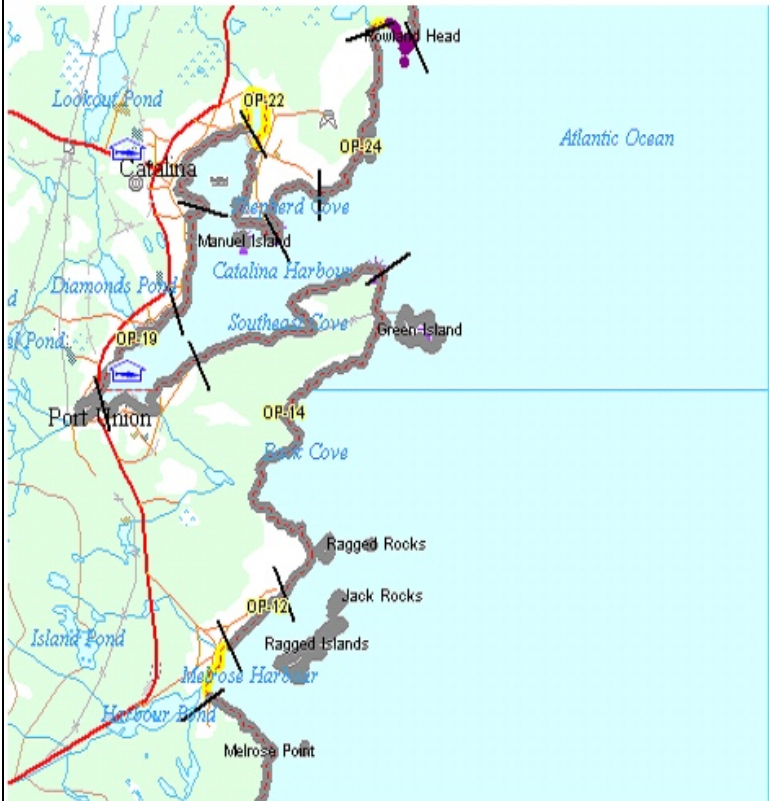 Rowland Head
Lookout Pond
OP-22
Atlantic Ocean
OP-24
Catalina
Shepherd Cove
Manuel Island
Catalina Harbour
Diamonds Pond
Southeast Cove
Green Island
OP-19
Pond
OP-14
Port Union
Back Cove
Ragged Rocks
Jack Rocks
OP-12
Island Pond
Ragged Islands
Melrose Harbour
Harbour Pond
Melrose Point